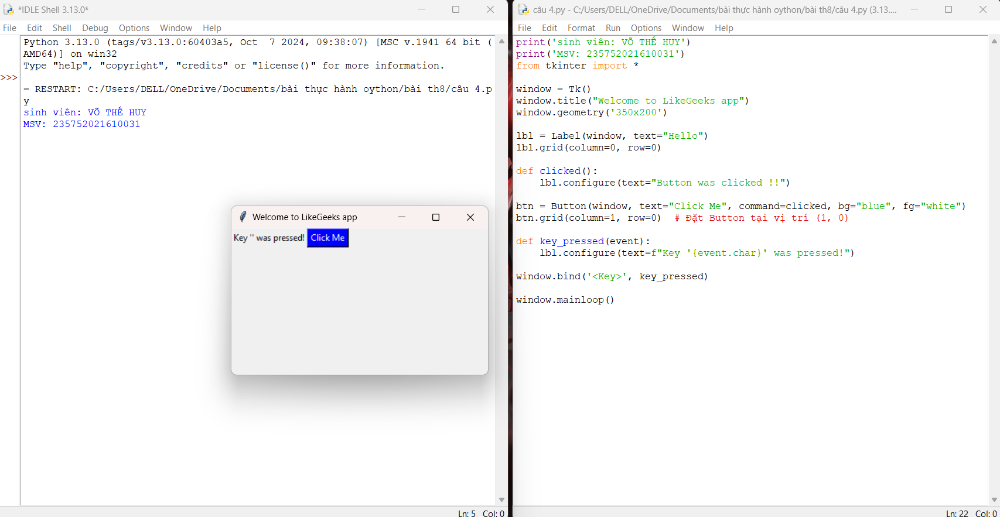 *IDLE Shell 3.13.0*
File Edit Shell Debug Options Window Help
Python 3.13.0 (tags/v3.13.0:60403a5, Oct  7 2024, 09:38:07) [MSC v.1941 64 bit (
AMD64)] on win32
Type "help", "copyright", "credits" or "license()" for more information.
>>>
= RESTART: C:/Users/DELL/OneDrive/Documents/bài thực hành oython/bài th8/câu 4.p
y
sinh viên: VÕ THẾ HUY
MSV: 235752021610031
Ln: 5 Col: 0
Welcome to LikeGeeks app
Key '' was pressed! Click Me
câu 4.py - C:/Users/DELL/OneDrive/Documents/bài thực hành oython/bài th8/câu 4.py (3.13....
File Edit Format Run Options Window Help
print('sinh viên: VÕ THẾ HUY')
print('MSV: 235752021610031')
from tkinter import *
window = Tk()
window.title("Welcome to LikeGeeks app")
window.geometry('350x200')
lbl = Label(window, text="Hello")
lbl.grid(column=0, row=0)
def clicked():
    lbl.configure(text="Button was clicked !!")
btn = Button(window, text="Click Me", command=clicked, bg="blue", fg="white")
btn.grid(column=1, row=0)  # Đặt Button tại vị trí (1, 0)
def key_pressed(event):
    lbl.configure(text=f"Key '{event.char}' was pressed!")
window.bind('<Key>', key_pressed)
window.mainloop()
Ln: 22 Col: 0